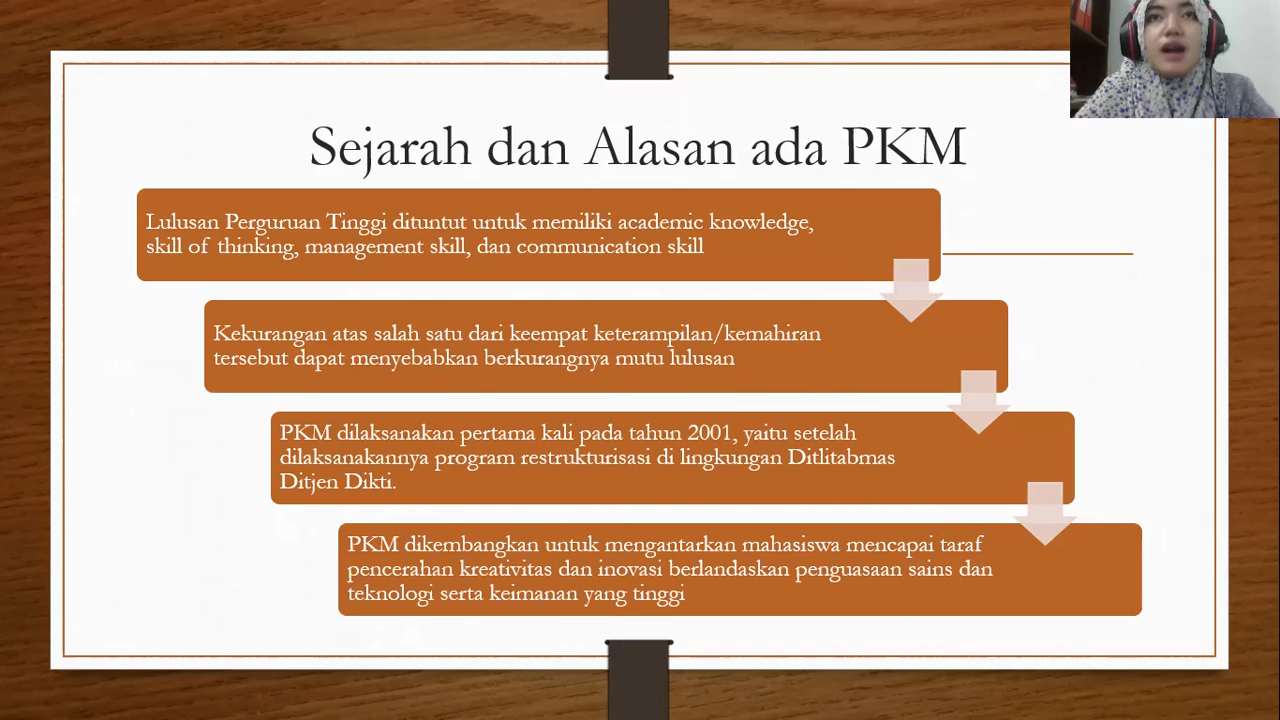 Sejarah dan Alasan ada PKM
Lulusan Perguruan Tinggi dituntut untuk memiliki academic knowledge,
skill of thinking, management skill, dan communication skill
Kekurangan atas salah satu dari keempat keterampilan/kemahiran
tersebut dapat menyebabkan berkurangnya mutu lulusan
PKM dilaksanakan pertama kali pada tahun 2001, yaitu setelah
dilaksanakannya program restrukturisasi di lingkungan Ditlitabmas
Ditjen Dikti.
PKM dikembangkan untuk mengantarkan mahasiswa mencapai taraf
pencerahan kreativitas dan inovasi berlandaskan penguasaan sains dan
teknologi serta keimanan yang tinggi